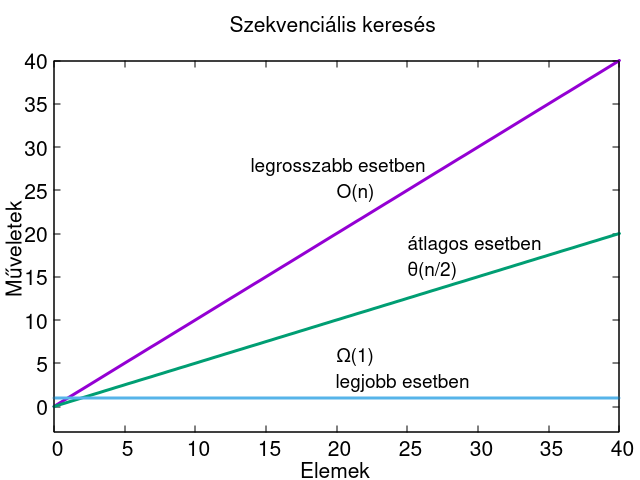 Szekvenciális keresés
40
35
30
25
20
15
10
5
0
Műveletek
legrosszabb esetben
O(n)
átlagos esetben
θ(n/2)
Ω(1)
legjobb esetben
0 5 10 15 20 25 30 35 40
Elemek